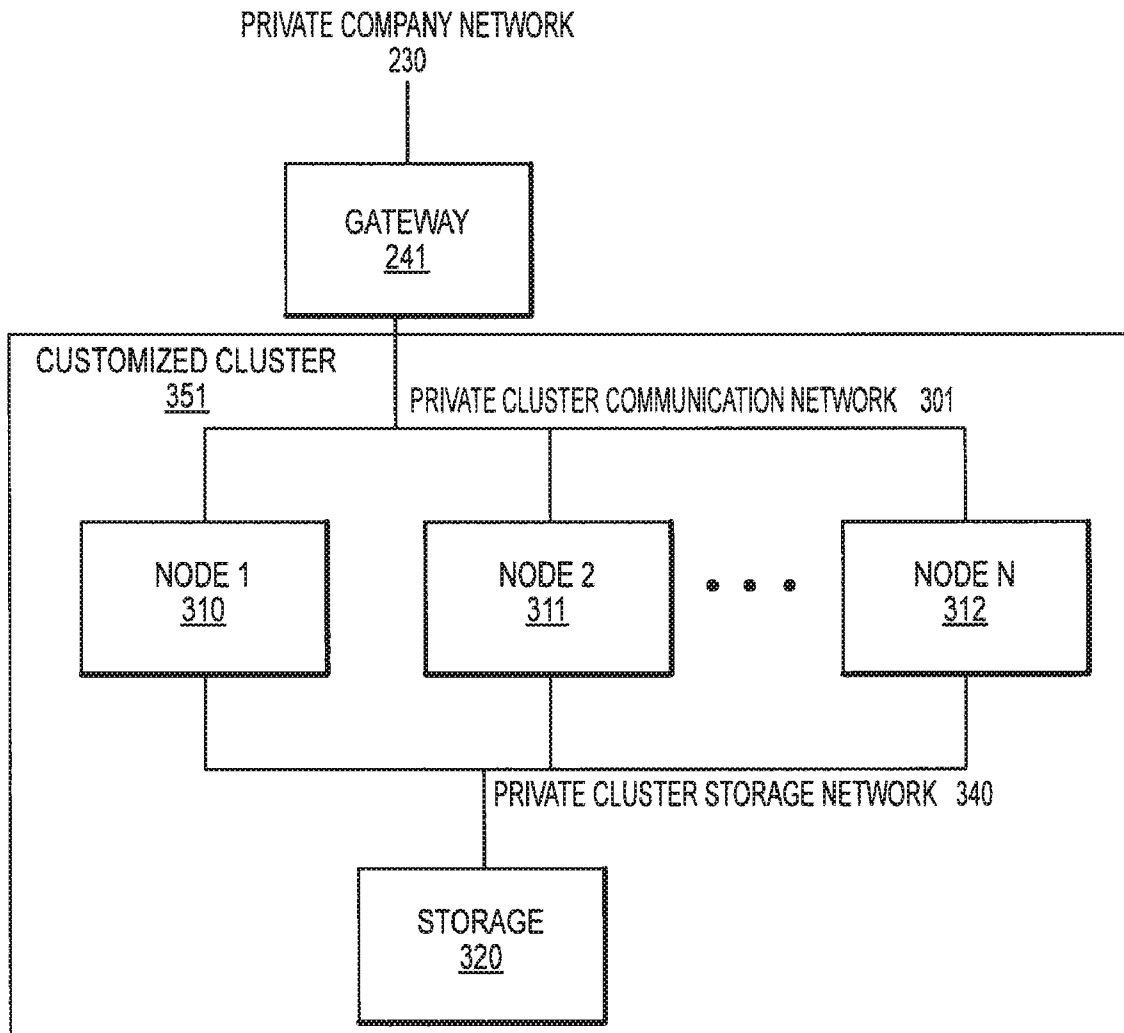 PRIVATE COMPANY NETWORK
230
GATEWAY
241
CUSTOMIZED CLUSTER
351
PRIVATE CLUSTER COMMUNICATION NETWORK 301
NODE 1
310
NODE 2
311
NODE N
312
PRIVATE CLUSTER STORAGE NETWORK 340
STORAGE
320